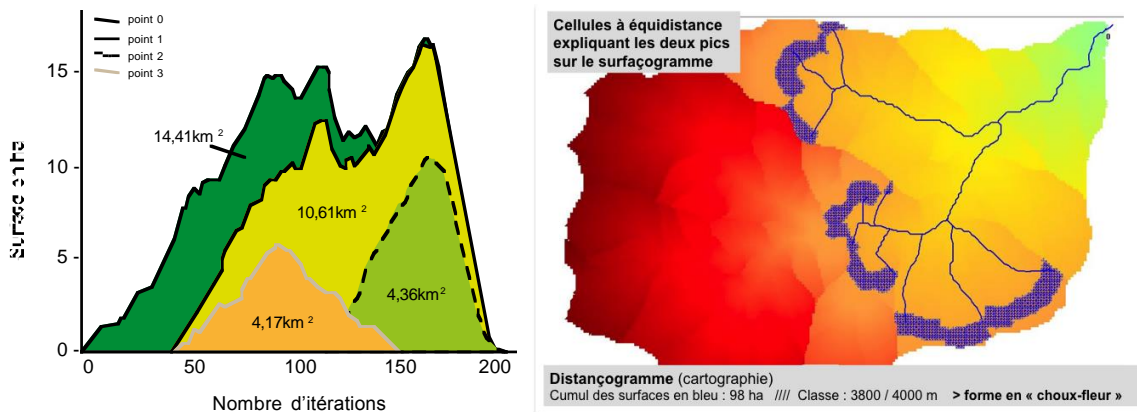 point 0
point 1
point 2
point 3
15 -
10 -
5 -
0 -
14,41km 2
10,61km 2
4,36km2
4,17km 2
0 50 100 150 200
Nombre d'itérations
Cellules à équidistance
expliquant les deux pics
sur le surfaçogramme
0
Distançogramme (cartographie)
Cumul des surfaces en bleu : 98 ha //// Classe : 3800 / 4000 m > forme en « choux-fleur »